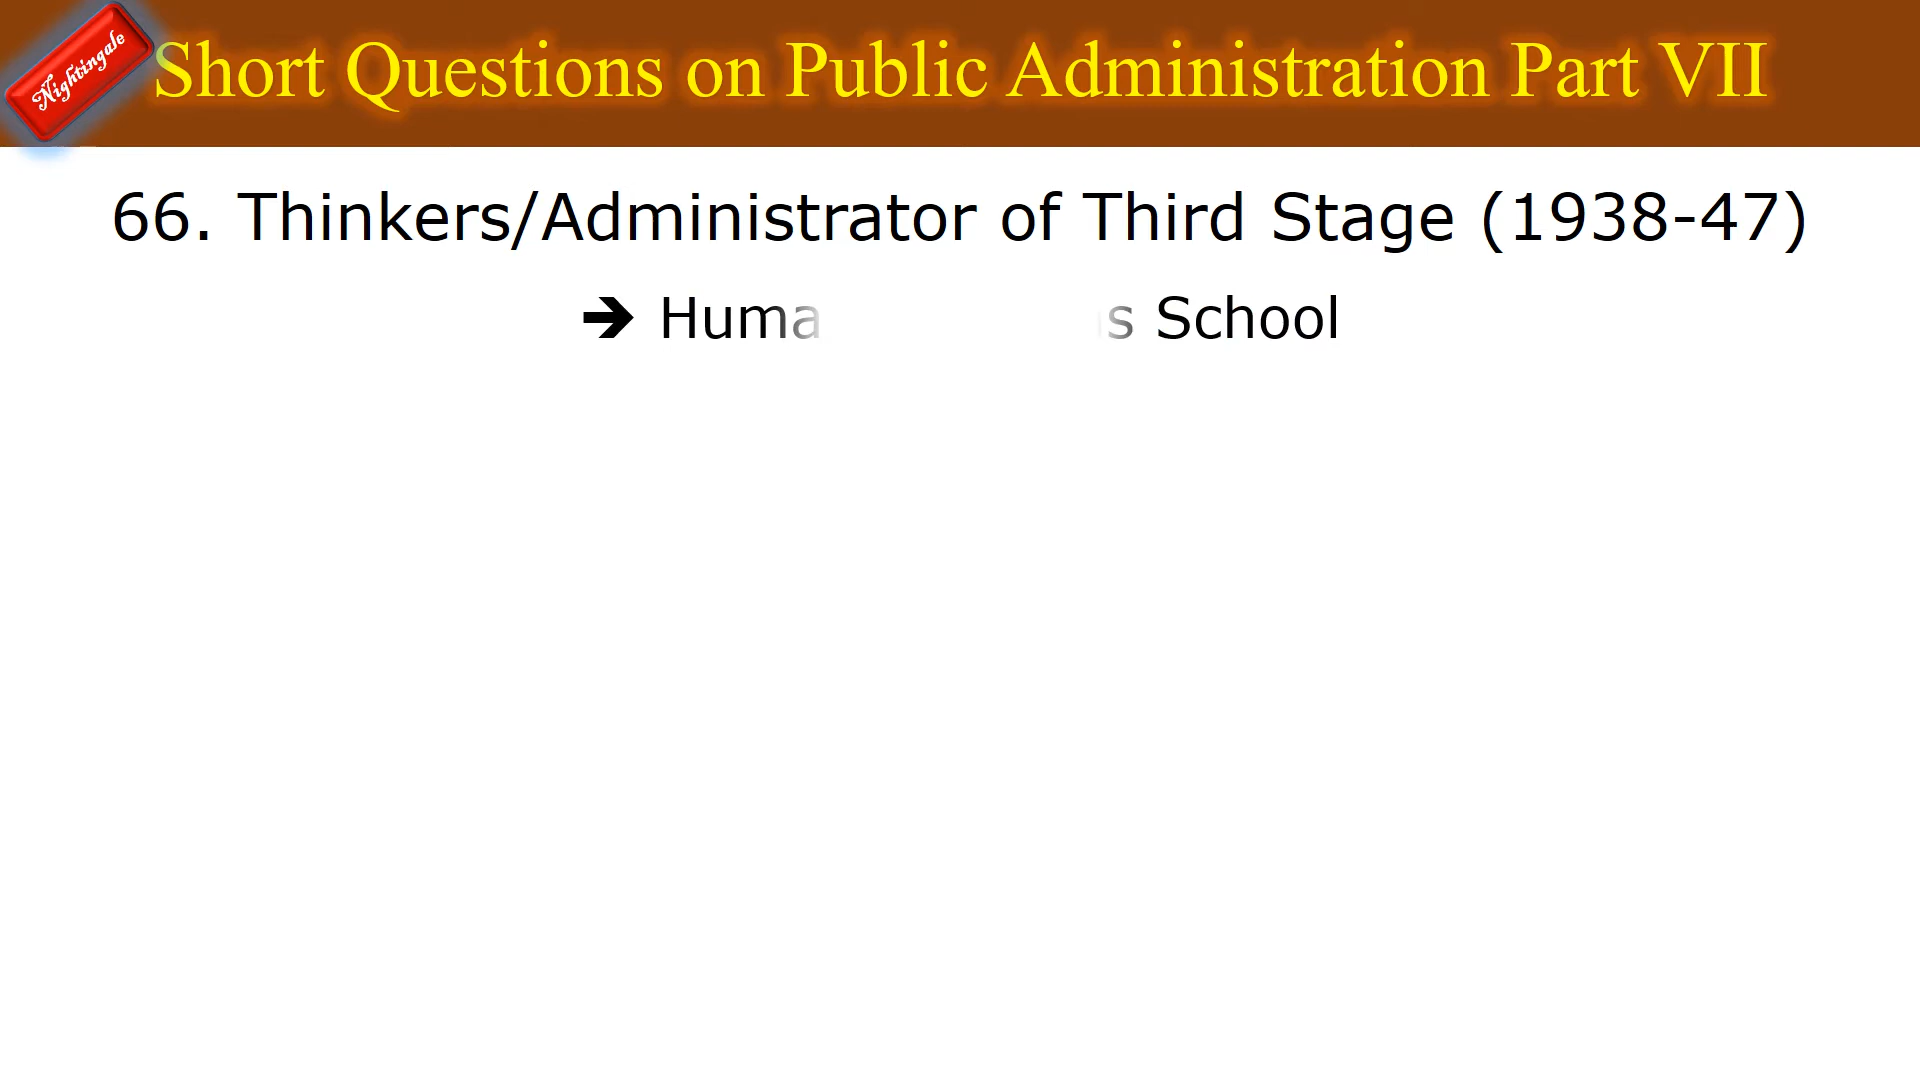 Nightingale
Short Questions on Public Administration Part VII
66. Thinkers/Administrator of Third Stage (1938-47)
➔ Huma s School